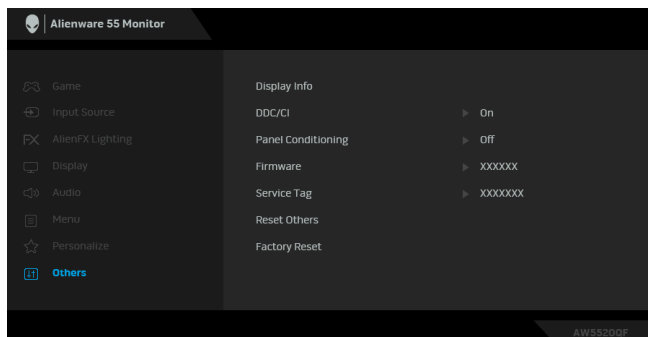 Alienware 55 Monitor
Game
Input Source
FX AlienFX Lighting
Display
Audio
Menu
Personalize
Others
Display Info
DDC/CI On
Panel Conditioning Off
Firmware XXXXXX
Service Tag XXXXXXX
Reset Others
Factory Reset
AW5520QF